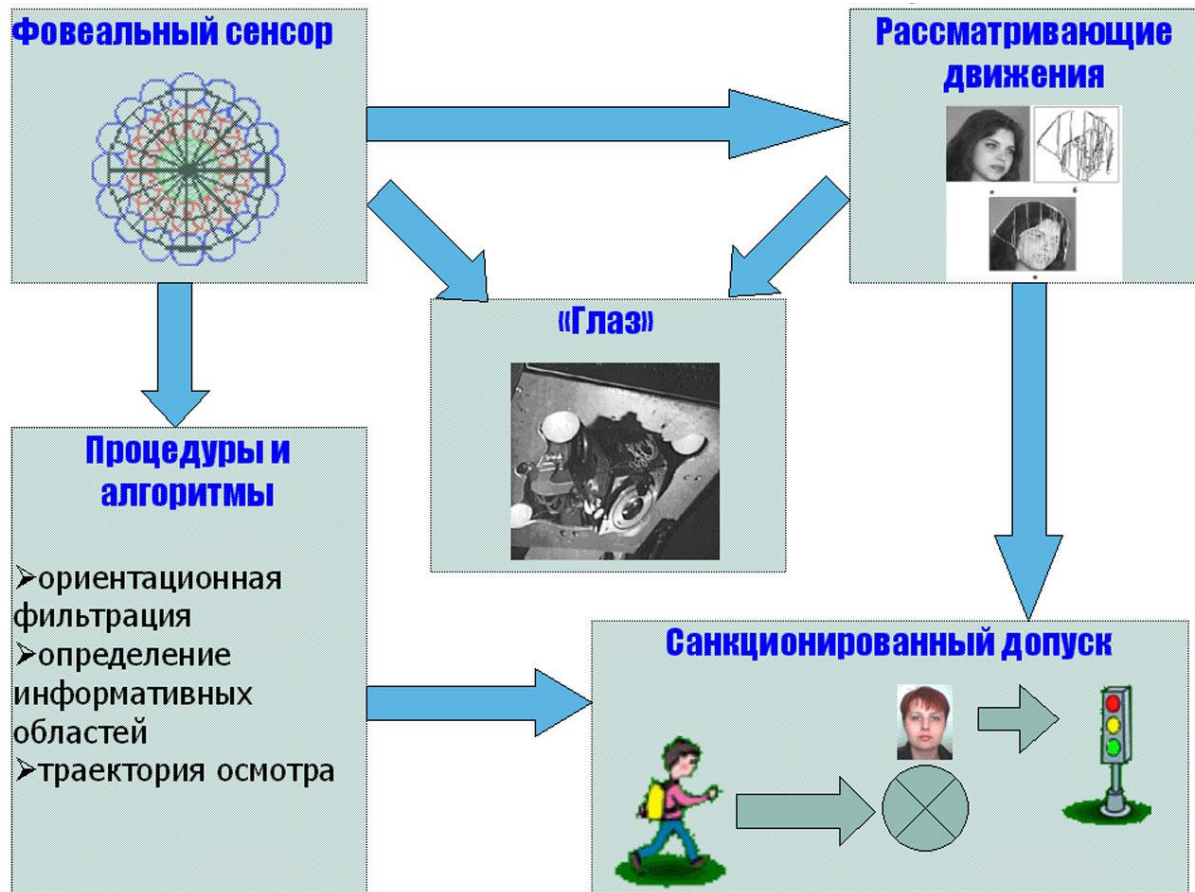 Фовеальный сенсор
Рассматривающие
движения
а
б
«Глаз»
Процедуры и
алгоритмы
➢ориентационная
фильтрация
➢определение
информативных
областей
➢траектория осмотра
Санкционированный допуск